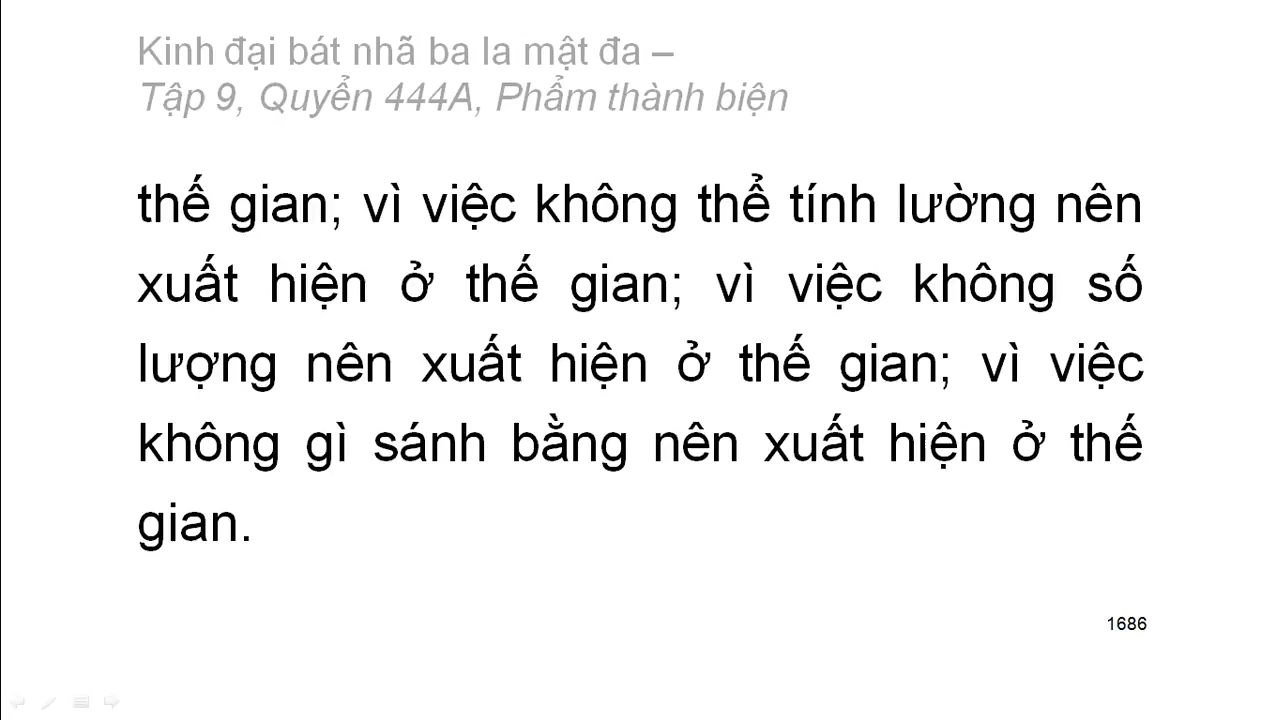 Kinh đại bát nhã ba la mật đa –
Tập 9, Quyển 444A, Phẩm thành biện
thế gian; vì việc không thể tính lường nên
xuất hiện ở thế gian; vì việc không số
lượng nên xuất hiện ở thế gian; vì việc
không gì sánh bằng nên xuất hiện ở thế
gian.
1686